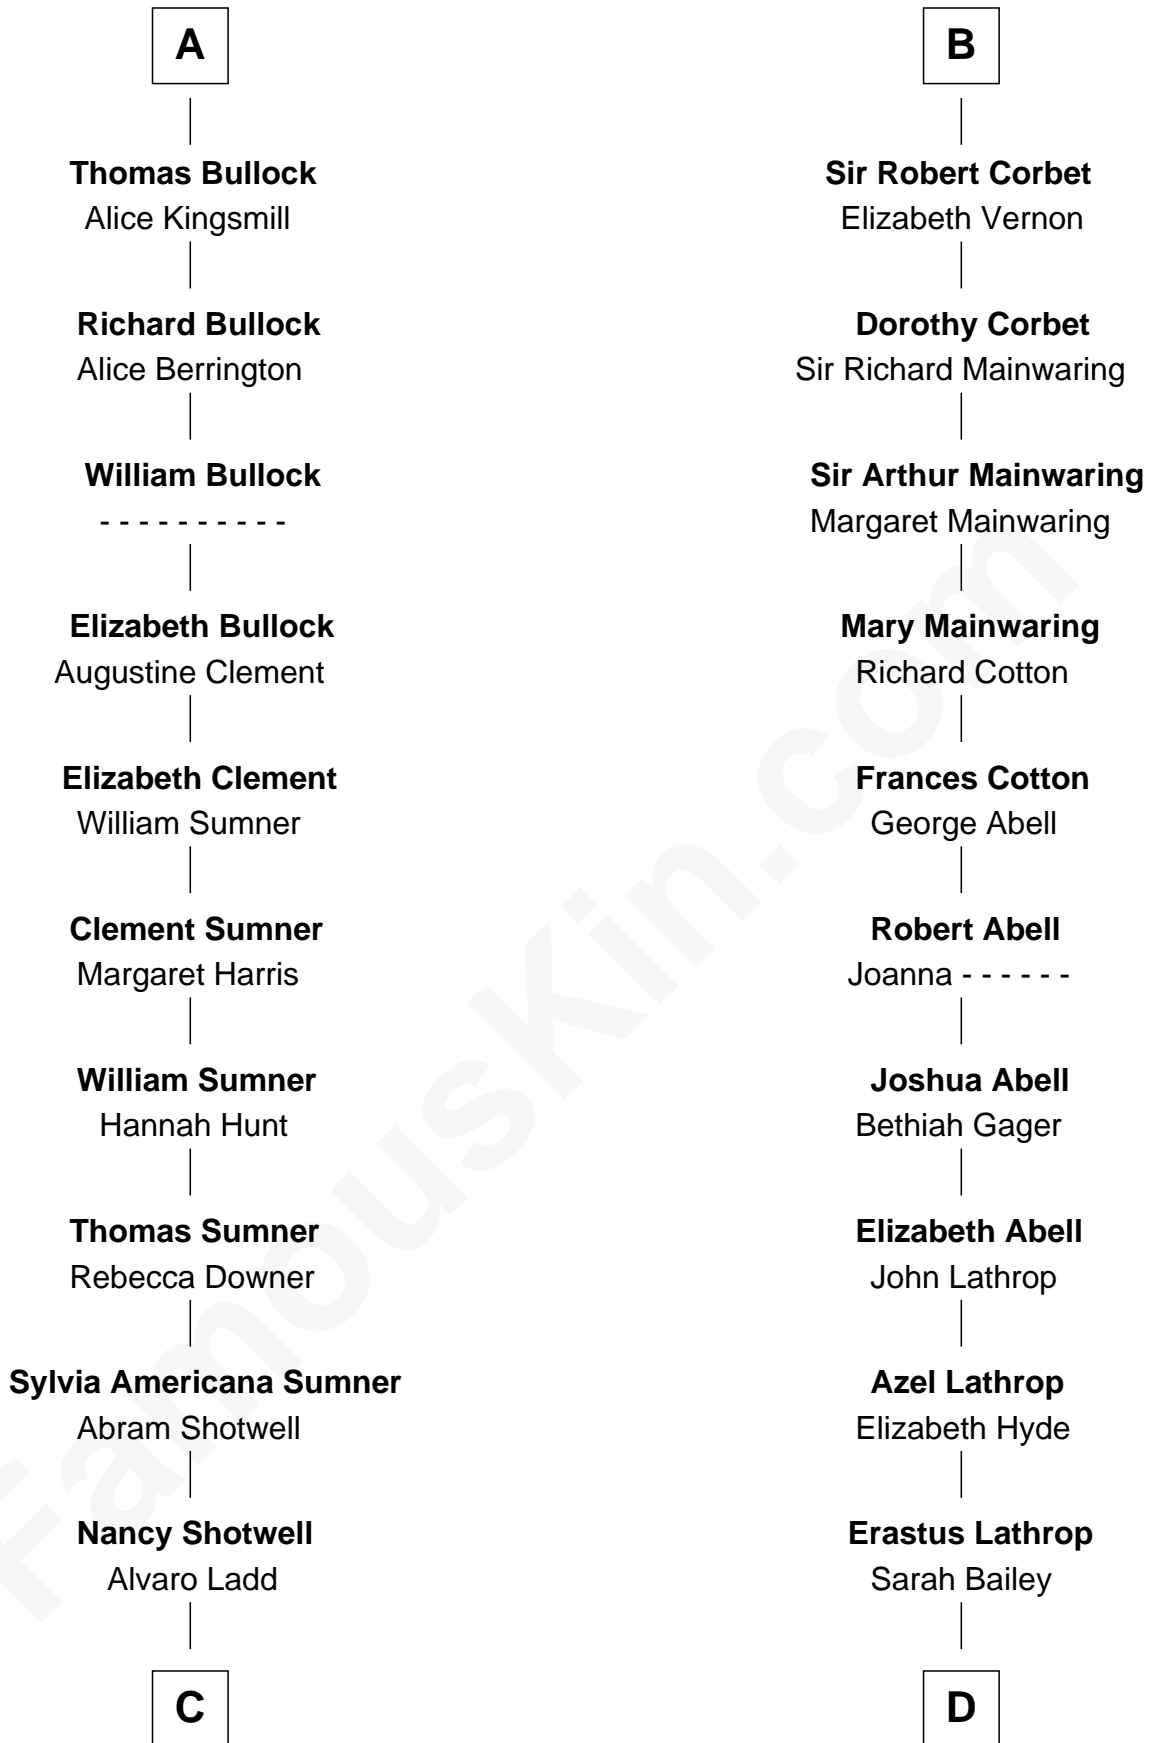 A
Thomas Bullock
Alice Kingsmill
Richard Bullock
Alice Berrington
William Bullock
- - - - - - - - - -
Elizabeth Bullock
Augustine Clement
Elizabeth Clement
William Sumner
Clement Sumner
Margaret Harris
William Sumner
Hannah Hunt
Thomas Sumner
Rebecca Downer
Sylvia Americana Sumner
Abram Shotwell
Nancy Shotwell
Alvaro Ladd
C
B
Sir Robert Corbet
Elizabeth Vernon
Dorothy Corbet
Sir Richard Mainwaring
Sir Arthur Mainwaring
Margaret Mainwaring
Mary Mainwaring
Richard Cotton
Frances Cotton
George Abell
Robert Abell
Joanna - - - - - -
Joshua Abell
Bethiah Gager
Elizabeth Abell
John Lathrop
Azel Lathrop
Elizabeth Hyde
Erastus Lathrop
Sarah Bailey
D
FamousKin.com